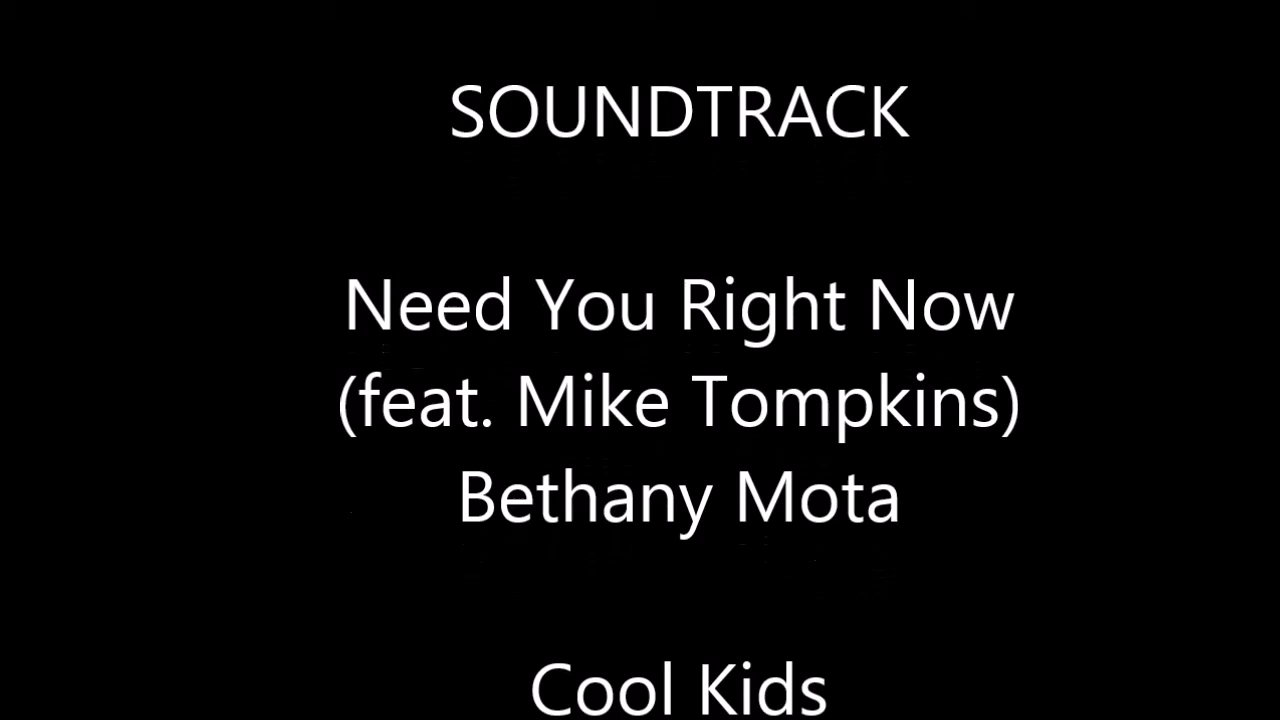 SOUNDTRACK
Need You Right Now
(feat. Mike Tompkins)
Bethany Mota
Cool Kids